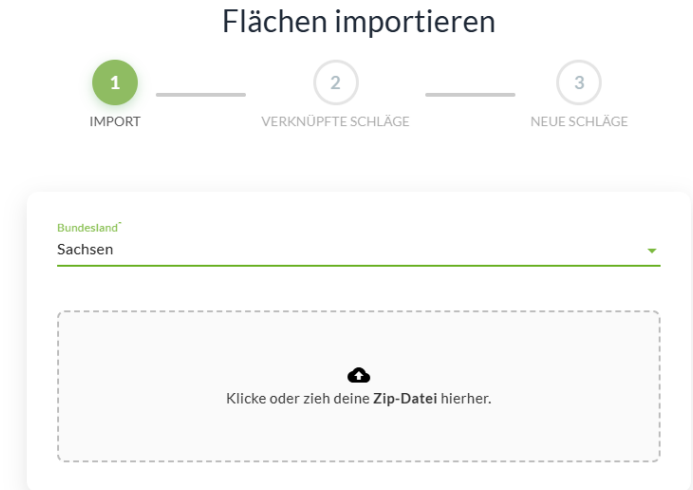 Flächen importieren
1
2
3
IMPORT
VERKNÜPFTE SCHLÄGE
NEUE SCHLÄGE
Bundesland*
Sachsen
Klicke oder zieh deine Zip-Datei hierher.